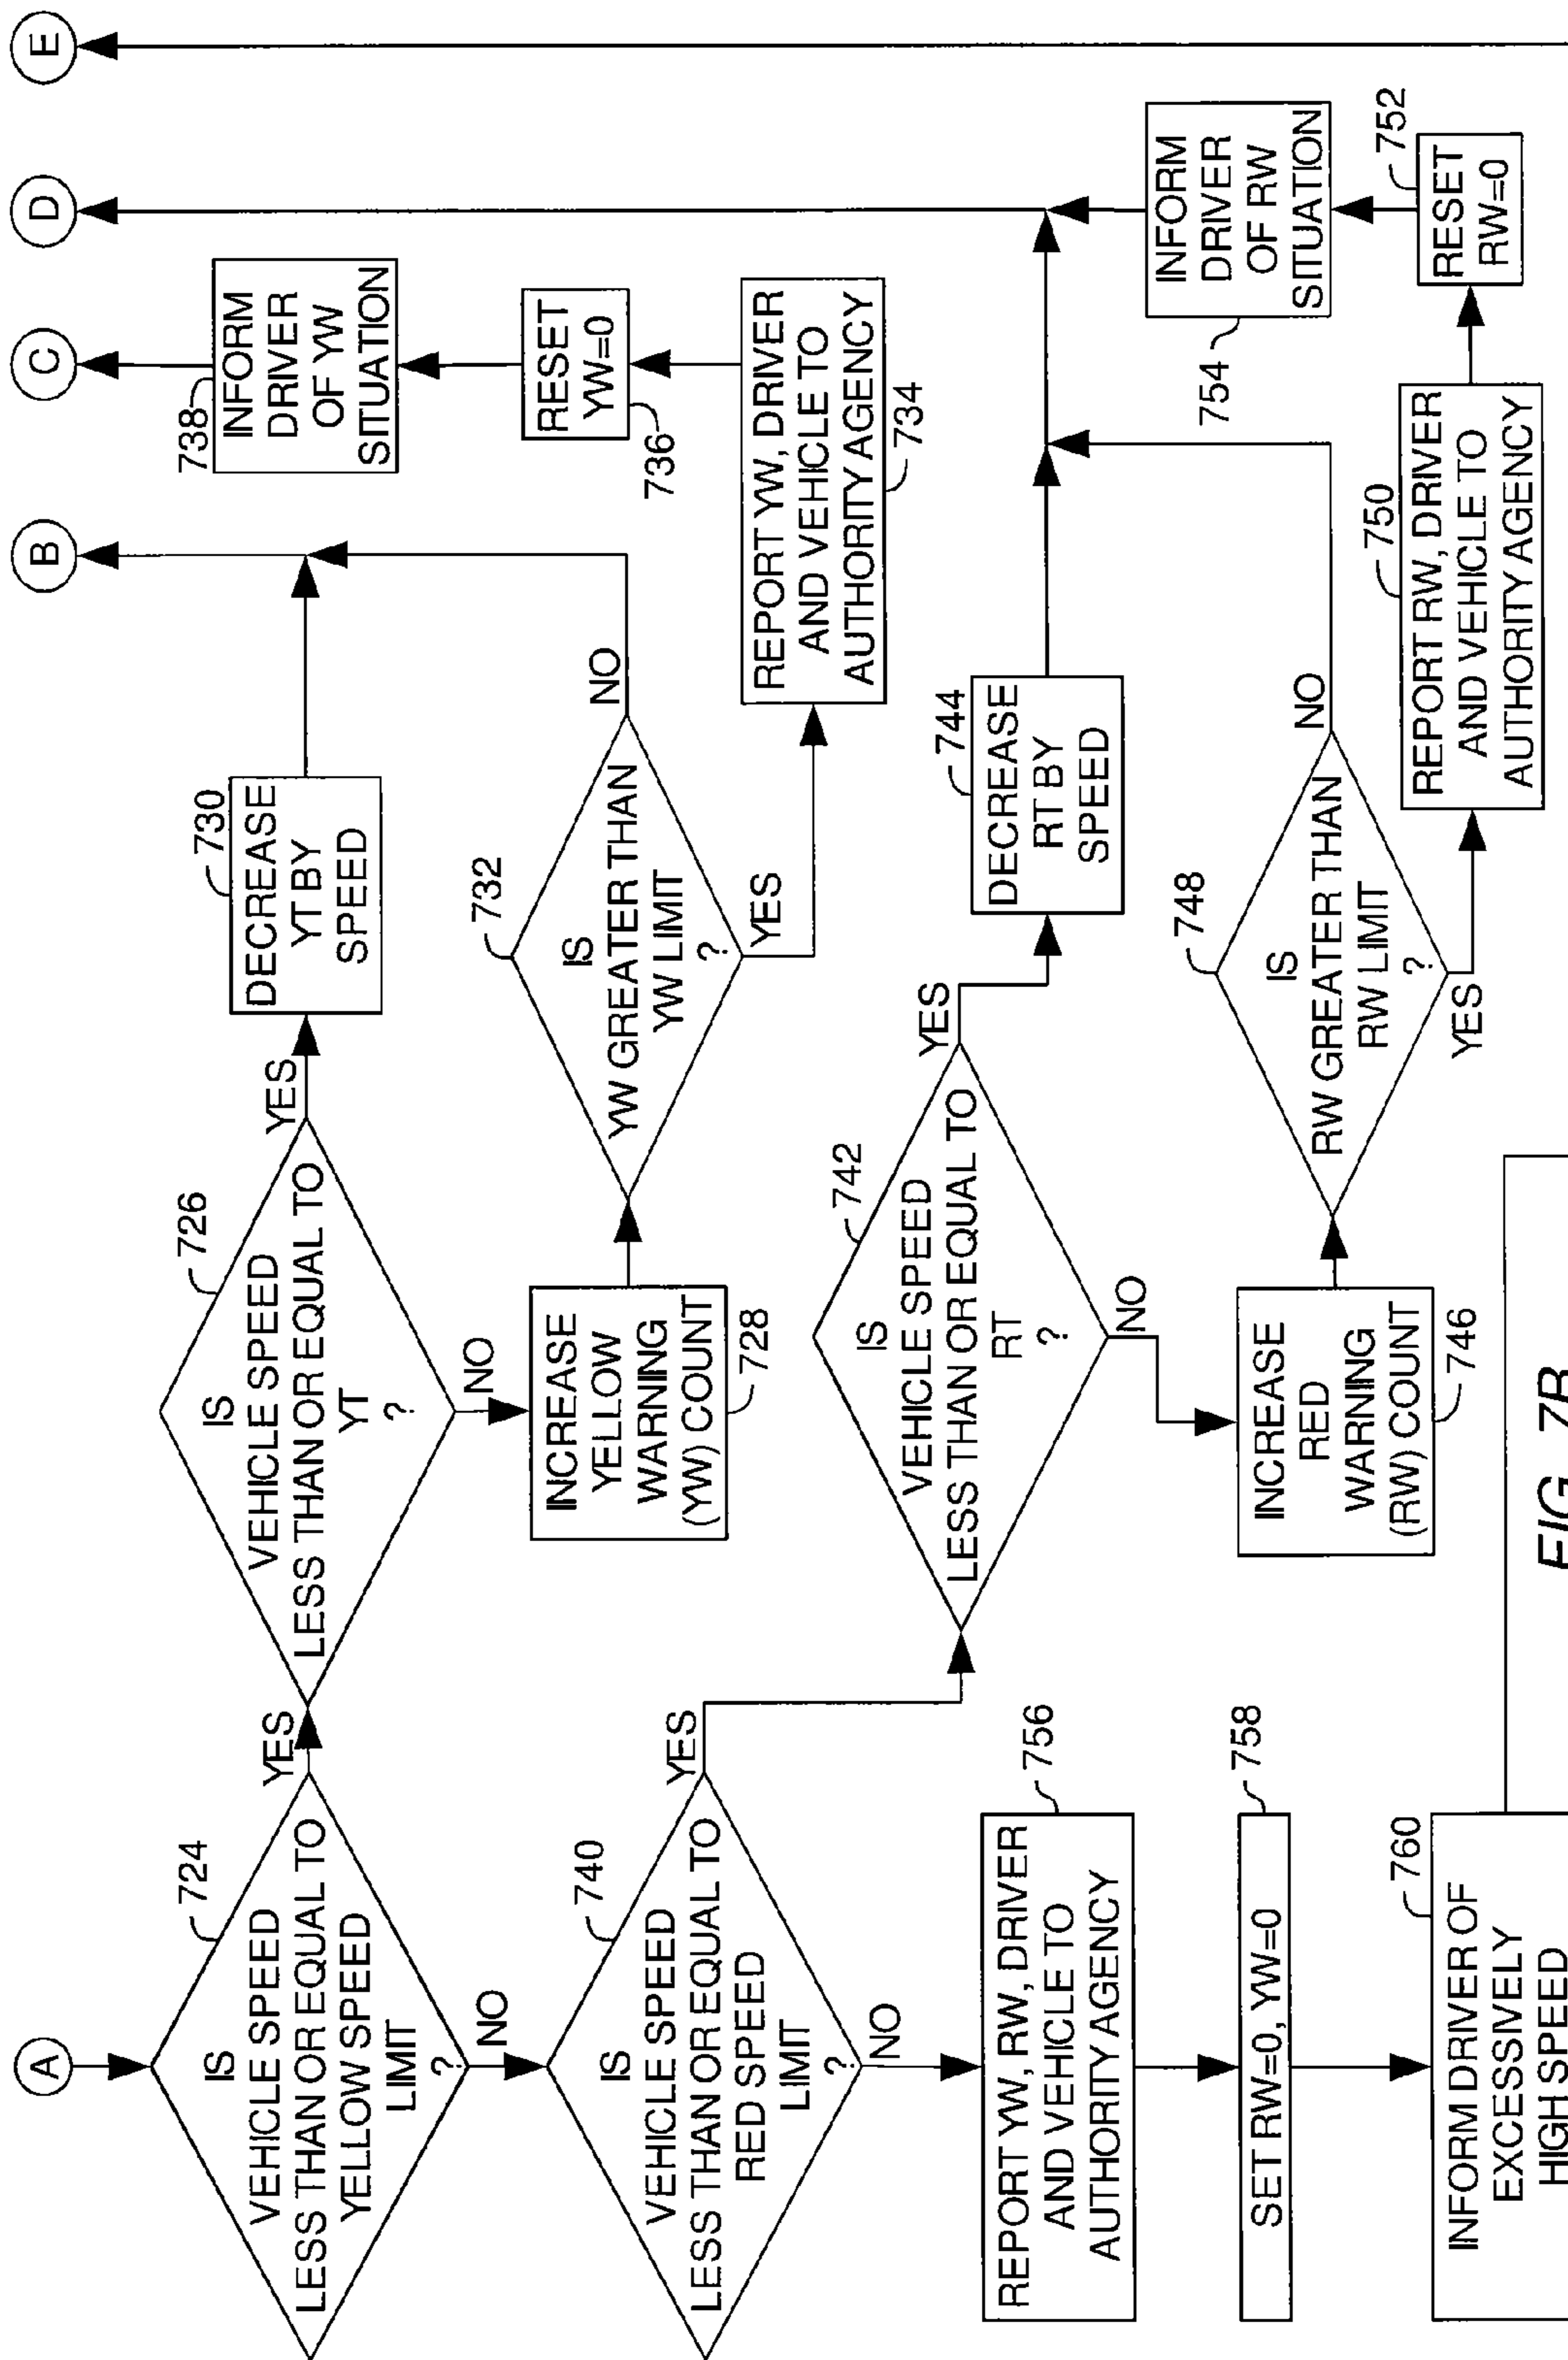 A
IS
VEHICLE SPEED
LESS THAN OR EQUAL TO
YELLOW SPEED
LIMIT
?
724
YES
NO
IS
VEHICLE SPEED
LESS THAN OR EQUAL TO
YT
?
726
YES
NO
DECREASE
YT BY
SPEED
730
B
INCREASE
YELLOW
WARNING
(YW) COUNT
728
IS
YW GREATER THAN
YW LIMIT
?
732
NO
YES
REPORT YW, DRIVER
AND VEHICLE TO
AUTHORITY AGENCY
734
RESET
YW=0
736
INFORM
DRIVER
OF YW
SITUATION
738
C
IS
VEHICLE SPEED
LESS THAN OR EQUAL TO
RED SPEED
LIMIT
?
740
YES
NO
IS
VEHICLE SPEED
LESS THAN OR EQUAL TO
RT
?
742
YES
NO
DECREASE
RT BY
SPEED
744
D
INCREASE
RED
WARNING
(RW) COUNT
746
IS
RW GREATER THAN
RW LIMIT
?
748
NO
YES
REPORT RW, DRIVER
AND VEHICLE TO
AUTHORITY AGENCY
750
RESET
RW=0
752
INFORM
DRIVER
OF RW
SITUATION
754
REPORT YW, RW, DRIVER
AND VEHICLE TO
AUTHORITY AGENCY
756
SET RW=0, YW=0
758
INFORM DRIVER OF
EXCESSIVELY
HIGH SPEED
760
E
FIG. 7B